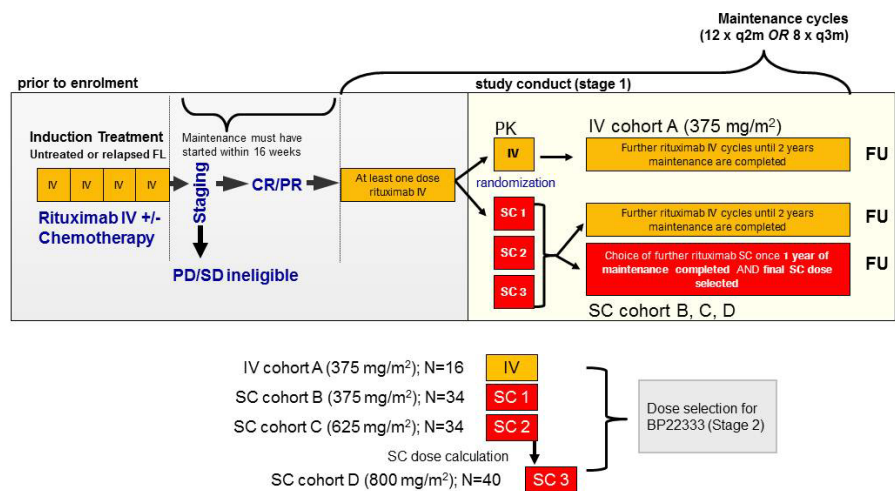 Maintenance cycles
(12 x q2m OR 8 x q3m)
prior to enrolment
study conduct (stage 1)
Induction Treatment
Untreated or relapsed FL
IV IV IV IV
Rituximab IV +/-
Chemotherapy
Maintenance must have
started within 16 weeks
Staging
CR/PR
PD/SD ineligible
At least one dose
rituximab IV
PK
IV
randomization
SC 1
SC 2
SC 3
IV cohort A (375 mg/m²)
Further rituximab IV cycles until 2 years
maintenance are completed
FU
Further rituximab IV cycles until 2 years
maintenance are completed
FU
Choice of further rituximab SC once 1 year of
maintenance completed AND final SC dose
selected
FU
SC cohort B, C, D
IV cohort A (375 mg/m²); N=16
IV
SC cohort B (375 mg/m²); N=34
SC 1
SC cohort C (625 mg/m²); N=34
SC 2
SC dose calculation
SC cohort D (800 mg/m²); N=40
SC 3
Dose selection for
BP22333 (Stage 2)